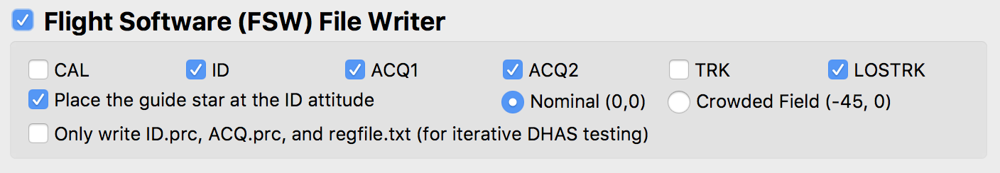 Flight Software (FSW) File Writer
CAL ID ACQ1 ACQ2 TRK LOSTRK
Place the guide star at the ID attitude Nominal (0,0) Crowded Field (-45, 0)
Only write ID.prc, ACQ.prc, and regfile.txt (for iterative DHAS testing)